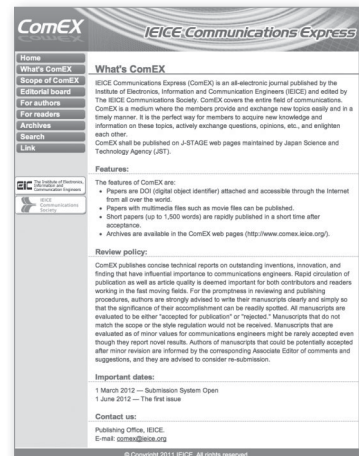 ComEX
IEICE Communications Express
Home
What's ComEX
Scope of ComEX
Editorial board
For authors
For readers
Archives
Search
Link
The Institute of Electronics,
Information and
Communication Engineers
IEICE
Communications
Society
What's ComEX
IEICE Communications Express (ComEX) is an all-electronic journal published by the
Institute of Electronics, Information and Communication Engineers (IEICE) and edited by
The IEICE Communications Society. ComEX covers the entire field of communications.
ComEX is a medium where the members provide and exchange new topics easily and in a
timely manner. It is the perfect way for members to acquire new knowledge and
information on these topics, actively exchange questions, opinions, etc., and enlighten
each other.
ComEX shall be published on J-STAGE web pages maintained by Japan Science and
Technology Agency (JST).
Features:
The features of ComEX are:
• Papers are DOI (digital object identifier) attached and accessible through the Internet
from all over the world.
• Papers with multimedia files such as movie files can be published.
• Short papers (up to 1,500 words) are rapidly published in a short time after
acceptance.
• Archives are available in the ComEX web pages (http://www.comex.ieice.org/).
Review policy:
ComEX publishes concise technical reports on outstanding inventions, innovation, and
finding that have influential importance to communications engineers. Rapid circulation of
publication as well as article quality is deemed important for both contributors and readers
working in the fast moving fields. For the promptness in reviewing and publishing
procedures, authors are strongly advised to write their manuscripts clearly and simply so
that the significance of their accomplishment can be readily spotted. All manuscripts are
evaluated to be either "accepted for publication" or "rejected." Manuscripts that do not
match the scope or the style regulation would not be received. Manuscripts that are
evaluated as of minor values for communications engineers might be rarely accepted even
though they report novel results. Authors of manuscripts that could be potentially accepted
after minor revision are informed by the corresponding Associate Editor of comments and
suggestions, and they are advised to consider re-submission.
Important dates:
1 March 2012 — Submission System Open
1 June 2012 — The first issue
Contact us:
Publishing Office, IEICE.
E-mail: comex@ieice.org
© Copyright 2011 IEICE. All rights reserved.